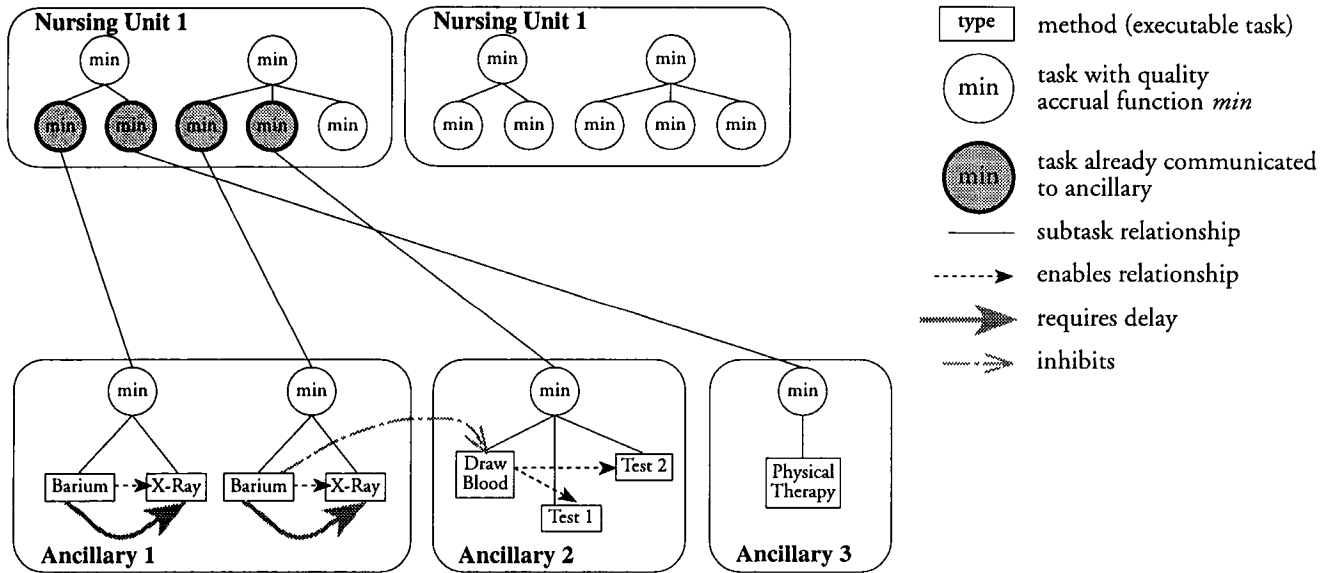 Nursing Unit 1
min
min
min
min
min
min
min
Nursing Unit 1
min
min
min
min
min
min
min
type
method (executable task)
min
task with quality
accrual function min
min
task already communicated
to ancillary
subtask relationship
enables relationship
requires delay
inhibits
min
min
Barium
X-Ray
Barium
X-Ray
Ancillary 1
min
Draw
Blood
Test 2
Test 1
Ancillary 2
min
Physical
Therapy
Ancillary 3